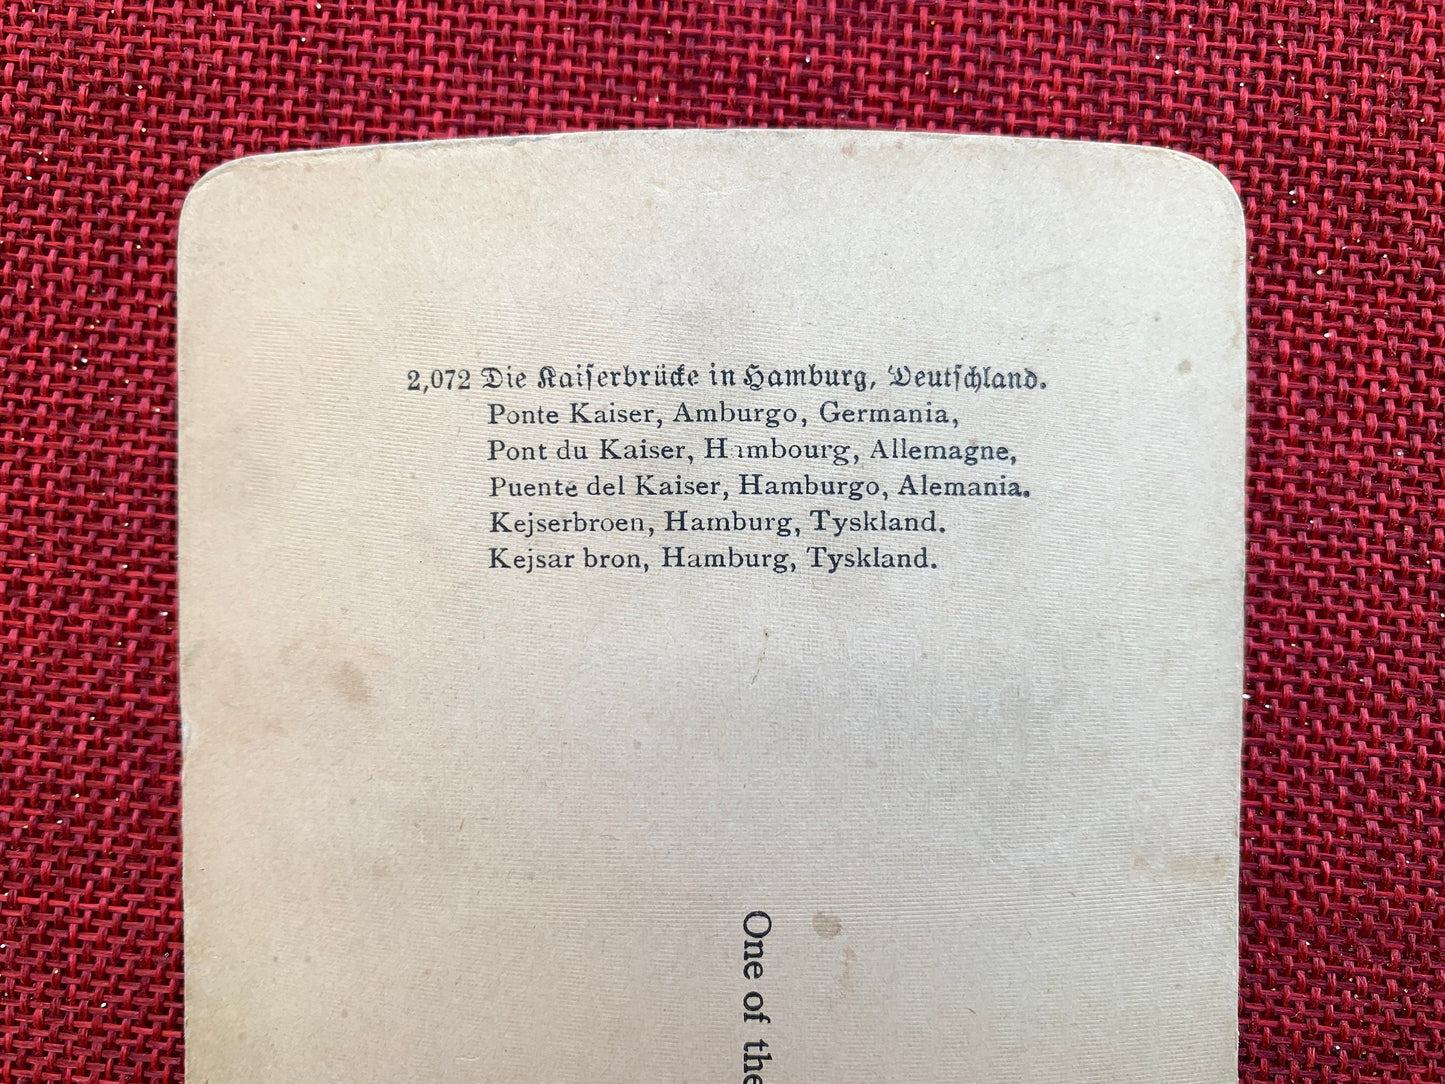 2,072 Die Kaiserbrücke in Hamburg, Deutschland.
Ponte Kaiser, Amburgo, Germania,
Pont du Kaiser, Hambourg, Allemagne,
Puente del Kaiser, Hamburgo, Alemania.
Kejserbroen, Hamburg, Tyskland.
Kejsar bron, Hamburg, Tyskland.
One of the